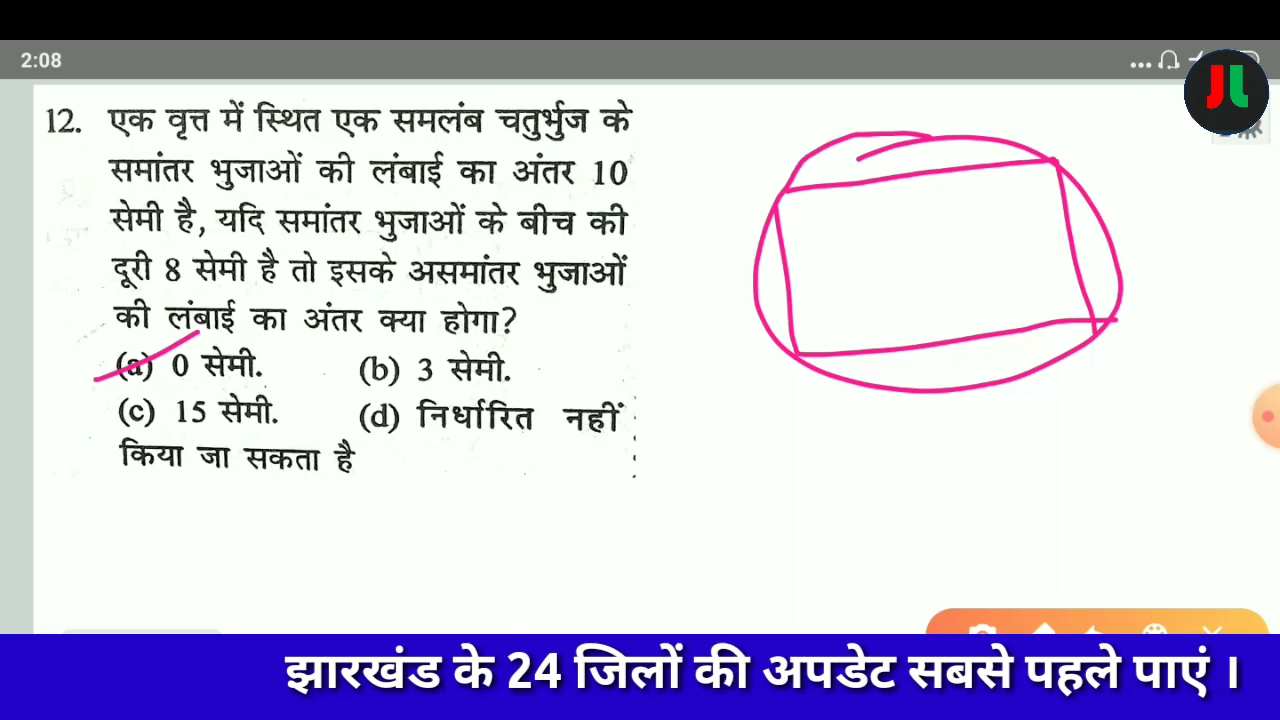 2:08
JL
12. एक वृत्त में स्थित एक समलंब चतुर्भुज के
समांतर भुजाओं की लंबाई का अंतर 10
सेमी है, यदि समांतर भुजाओं के बीच की
दूरी 8 सेमी है तो इसके असमांतर भुजाओं
की लंबाई का अंतर क्या होगा?
(a) 0 सेमी. (b) 3 सेमी.
(c) 15 सेमी. (d) निर्धारित नहीं
किया जा सकता है
झारखंड के 24 जिलों की अपडेट सबसे पहले पाएं ।